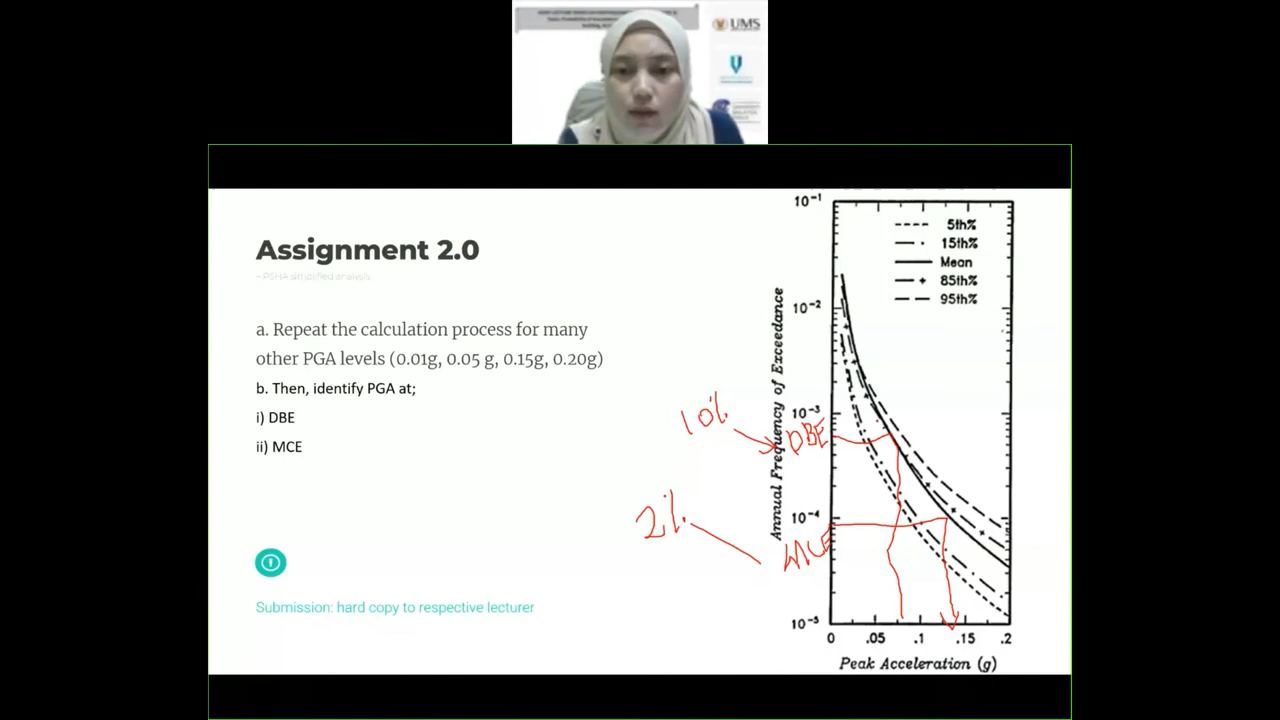 UMS
Assignment 2.0
~ PSHA simplified analysis
a. Repeat the calculation process for many
other PGA levels (0.01g, 0.05 g, 0.15g, 0.20g)
b. Then, identify PGA at;
i) DBE
ii) MCE
Submission: hard copy to respective lecturer
10%
DBE
2%
MCE
Annual Frequency of Exceedance
10⁻¹
10⁻²
10⁻³
10⁻⁴
10⁻⁵
5th%
15th%
Mean
85th%
95th%
0 .05 .1 .15 .2
Peak Acceleration (g)